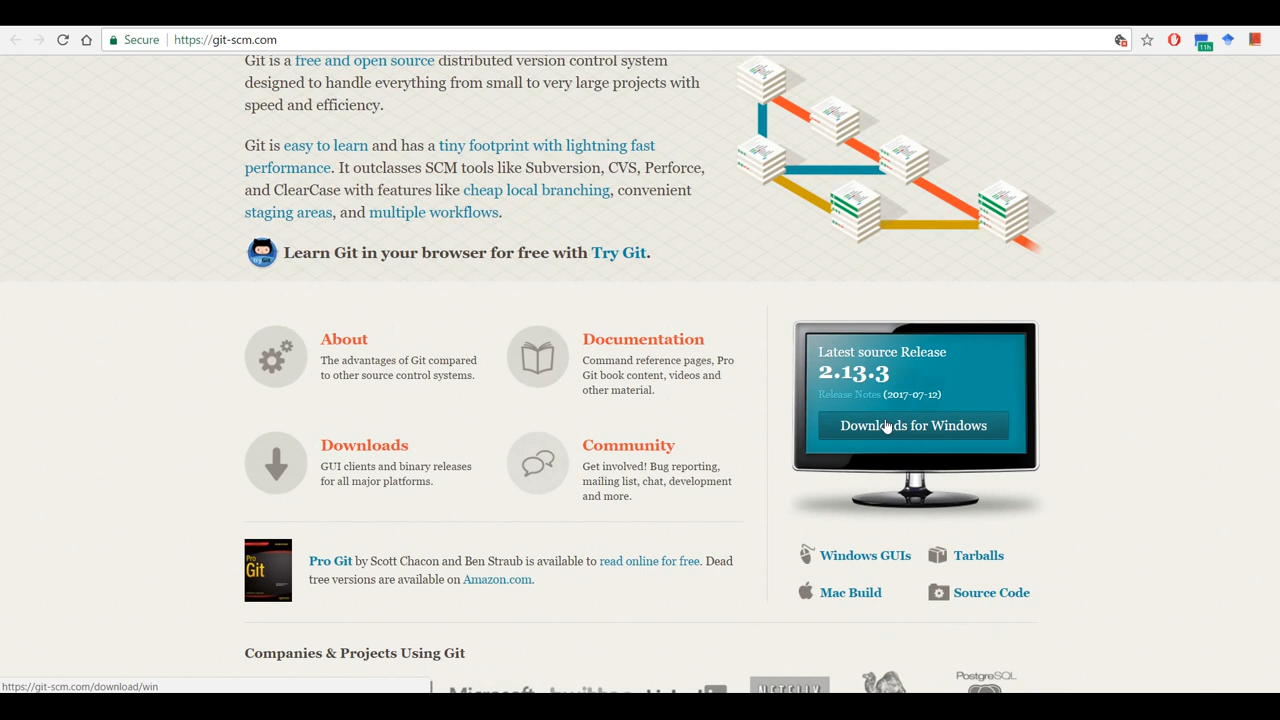 Secure
https://git-scm.com
11h
Git is a free and open source distributed version control system
designed to handle everything from small to very large projects with
speed and efficiency.
Git is easy to learn and has a tiny footprint with lightning fast
performance. It outclasses SCM tools like Subversion, CVS, Perforce,
and ClearCase with features like cheap local branching, convenient
staging areas, and multiple workflows.
Learn Git in your browser for free with Try Git.
About
The advantages of Git compared
to other source control systems.
Documentation
Command reference pages, Pro
Git book content, videos and
other material.
Downloads
GUI clients and binary releases
for all major platforms.
Community
Get involved! Bug reporting,
mailing list, chat, development
and more.
Latest source Release
2.13.3
Release Notes (2017-07-12)
Downloads for Windows
Windows GUIs
Tarballs
Mac Build
Source Code
Pro
Git
Pro Git by Scott Chacon and Ben Straub is available to read online for free. Dead
tree versions are available on Amazon.com.
Companies & Projects Using Git
Microsoft
NETFLIX
PostgreSQL
https://git-scm.com/download/win